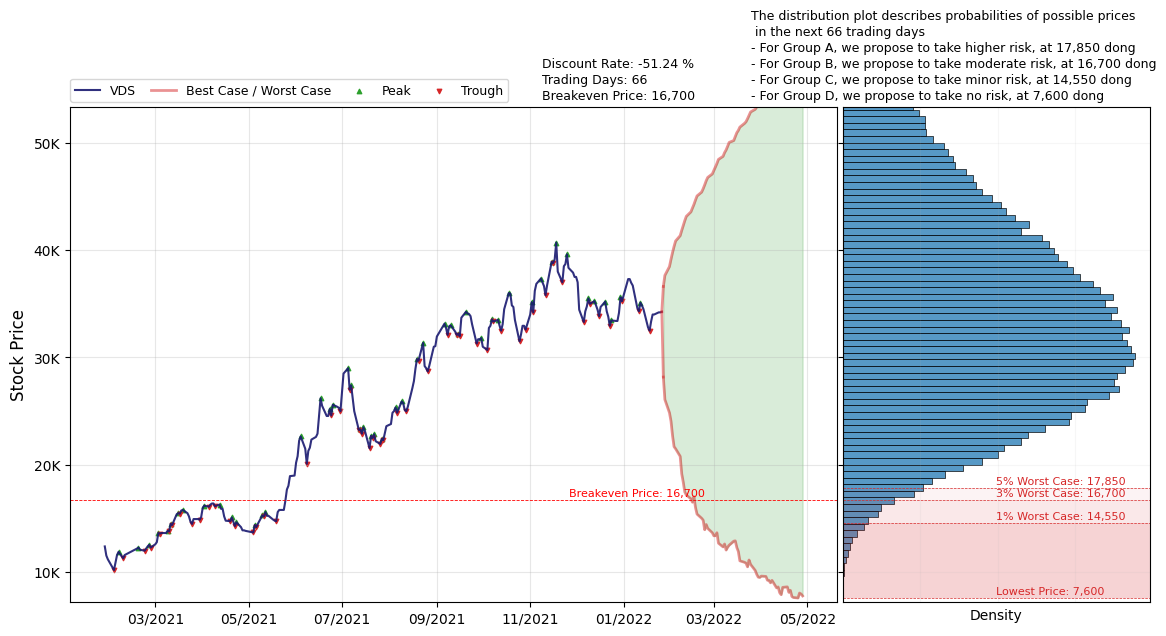 The distribution plot describes probabilities of possible prices
in the next 66 trading days
- For Group A, we propose to take higher risk, at 17,850 dong
- For Group B, we propose to take moderate risk, at 16,700 dong
- For Group C, we propose to take minor risk, at 14,550 dong
- For Group D, we propose to take no risk, at 7,600 dong
Discount Rate: -51.24 %
Trading Days: 66
Breakeven Price: 16,700
VDS Best Case / Worst Case Peak Trough
Stock Price
50K
40K
30K
20K
10K
Breakeven Price: 16,700
5% Worst Case: 17,850
3% Worst Case: 16,700
1% Worst Case: 14,550
Lowest Price: 7,600
03/2021 05/2021 07/2021 09/2021 11/2021 01/2022 03/2022 05/2022
Density